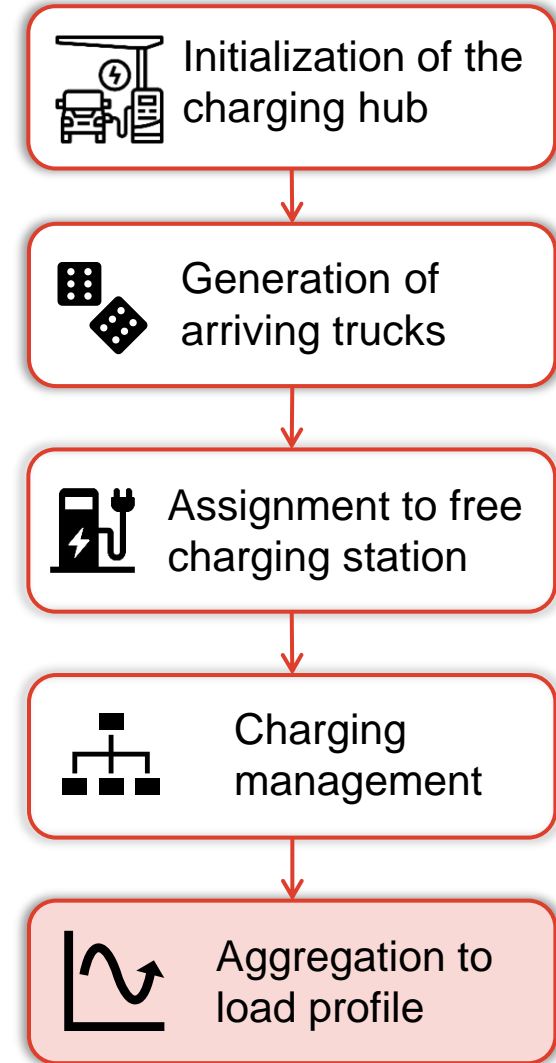 Initialization of the
charging hub
Generation of
arriving trucks
Assignment to free
charging station
Charging
management
Aggregation to
load profile